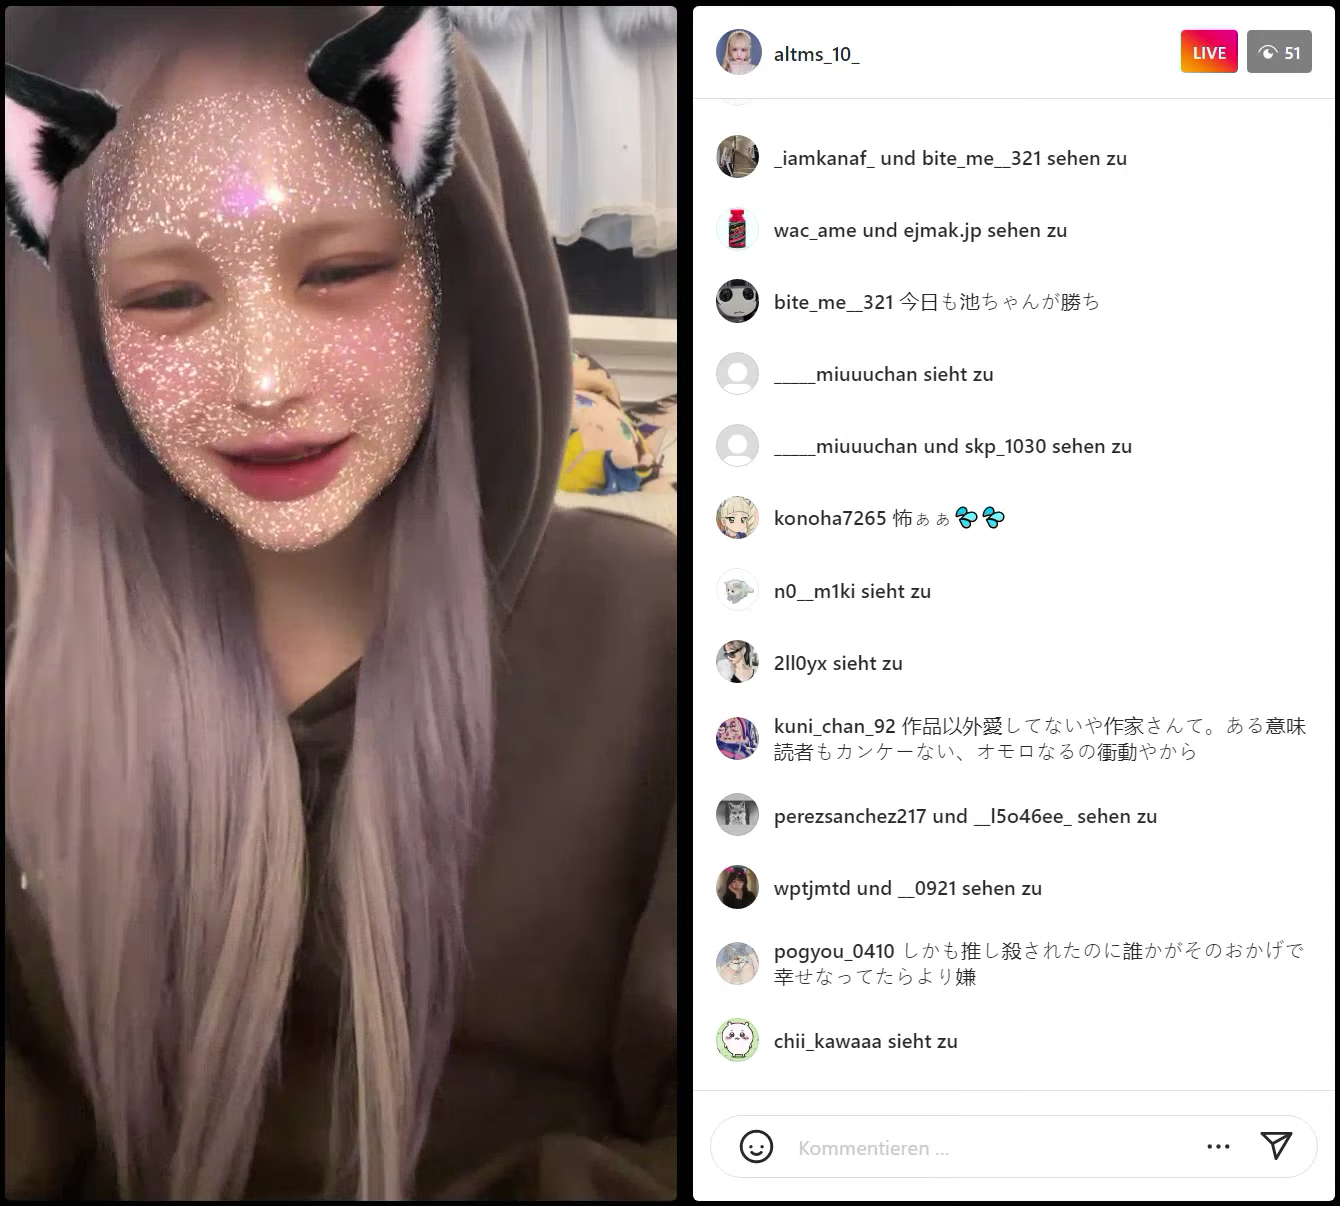 altms_10_
LIVE
51
_iamkanaf_ und bite_me__321 sehen zu
wac_ame und ejmak.jp sehen zu
bite_me__321 今日も池ちゃんが勝ち
_____miuuuchan sieht zu
_____miuuuchan und skp_1030 sehen zu
konoha7265 怖ぁぁ💦💦
n0__m1ki sieht zu
2ll0yx sieht zu
kuni_chan_92 作品以外愛してないや作家さんて。ある意味
読者もカンケーない、オモロなるの衝動やから
perezsanchez217 und __l5o46ee_ sehen zu
wptjmtd und __0921 sehen zu
pogyou_0410 しかも推し殺されたのに誰かがそのおかげで
幸せなってたらより嫌
chii_kawaaa sieht zu
Kommentieren ...